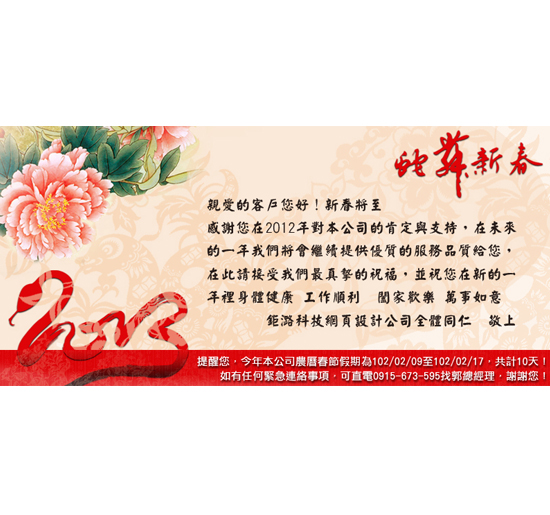 蛇舞新春
親愛的客戶您好！新春將至
感謝您在2012年對本公司的肯定與支持，在未來
的一年我們將會繼續提供優質的服務品質給您，
在此請接受我們最真摯的祝福，並祝您在新的一
年裡身體健康 工作順利 闔家歡樂 萬事如意
鉅潞科技網頁設計公司全體同仁 敬上
2013
提醒您，今年本公司農曆春節假期為102/02/09至102/02/17，共計10天！
如有任何緊急連絡事項，可直電0915-673-595找郭總經理，謝謝您！